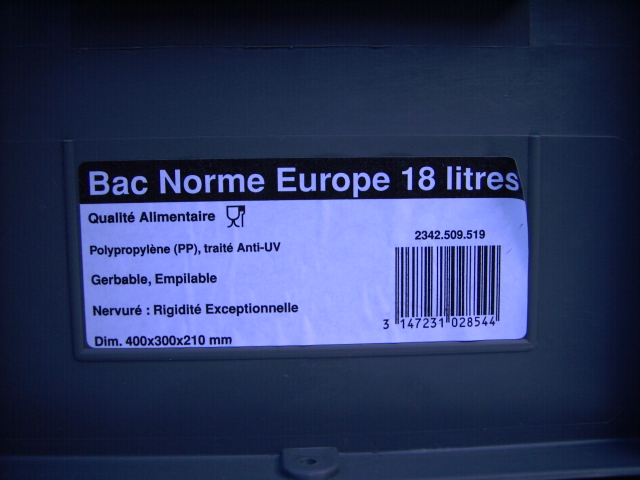 Bac Norme Europe 18 litres
Qualité Alimentaire
2342.509.519
Polypropylène (PP), traité Anti-UV
Gerbable, Empilable
Nervuré : Rigidité Exceptionnelle
3 147231 028544
Dim. 400x300x210 mm